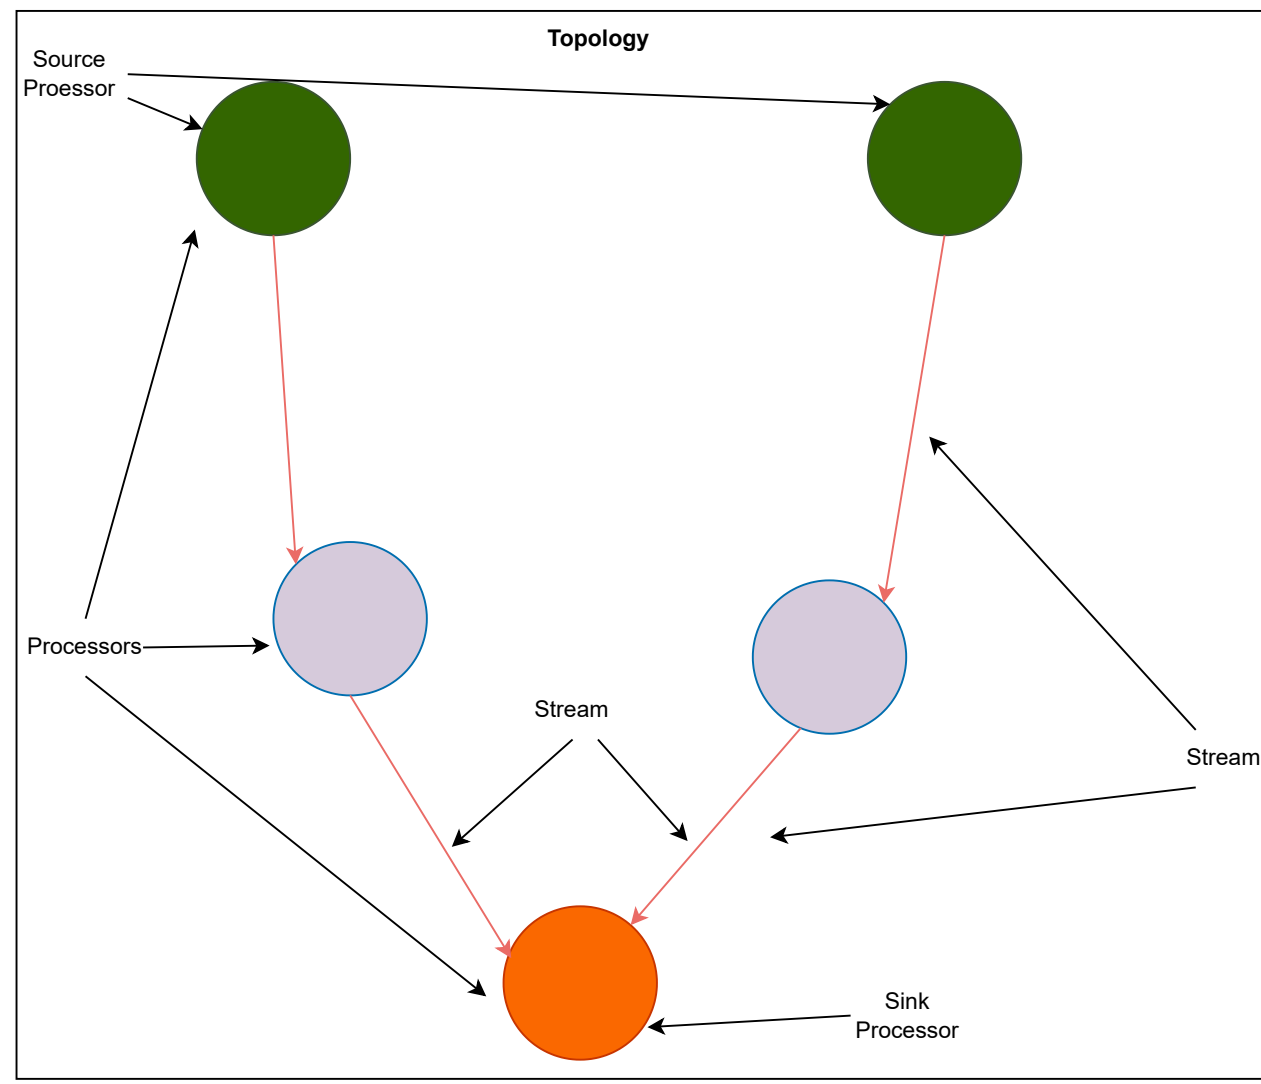 Topology
Source
Proessor
Processors
Stream
Stream
Sink
Processor